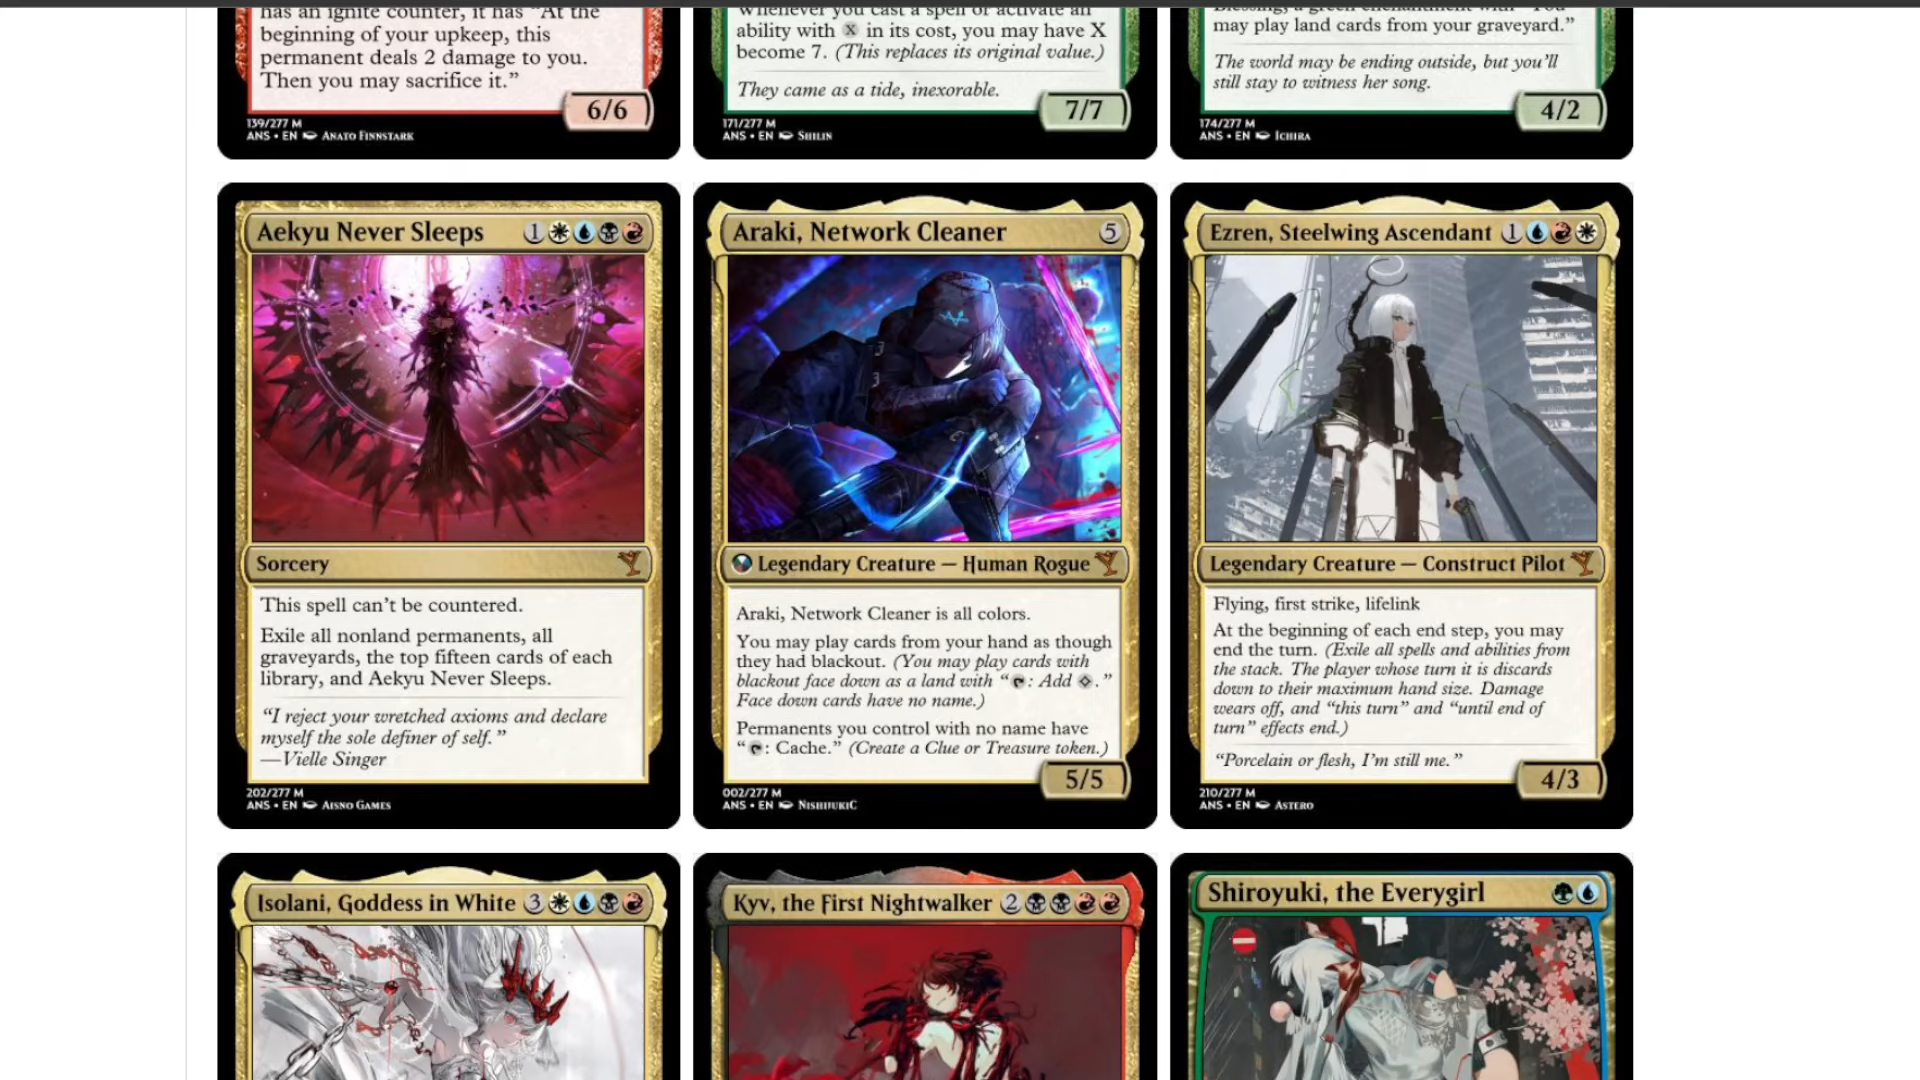 has an ignite counter, it has “At the
beginning of your upkeep, this
permanent deals 2 damage to you.
Then you may sacrifice it.”
6/6
139/277 M
ANS • EN Anato Finnstark
Whenever you cast a spell or activate an
ability with X in its cost, you may have X
become 7. (This replaces its original value.)
They came as a tide, inexorable.
7/7
171/277 M
ANS • EN Shilin
Blessing, a green enchantment with “You
may play land cards from your graveyard.”
The world may be ending outside, but you’ll
still stay to witness her song.
4/2
174/277 M
ANS • EN Ichira
Aekyu Never Sleeps 1
Sorcery
This spell can’t be countered.
Exile all nonland permanents, all
graveyards, the top fifteen cards of each
library, and Aekyu Never Sleeps.
“I reject your wretched axioms and declare
myself the sole definer of self.”
—Vielle Singer
202/277 M
ANS • EN Aisno Games
Araki, Network Cleaner 5
Legendary Creature — Human Rogue
Araki, Network Cleaner is all colors.
You may play cards from your hand as though
they had blackout. (You may play cards with
blackout face down as a land with “: Add .”
Face down cards have no name.)
Permanents you control with no name have
“: Cache.” (Create a Clue or Treasure token.)
5/5
002/277 M
ANS • EN NishijukiC
Ezren, Steelwing Ascendant 1
Legendary Creature — Construct Pilot
Flying, first strike, lifelink
At the beginning of each end step, you may
end the turn. (Exile all spells and abilities from
the stack. The player whose turn it is discards
down to their maximum hand size. Damage
wears off, and “this turn” and “until end of
turn” effects end.)
“Porcelain or flesh, I’m still me.”
4/3
210/277 M
ANS • EN Astero
Isolani, Goddess in White 3
Kyv, the First Nightwalker 2
Shiroyuki, the Everygirl